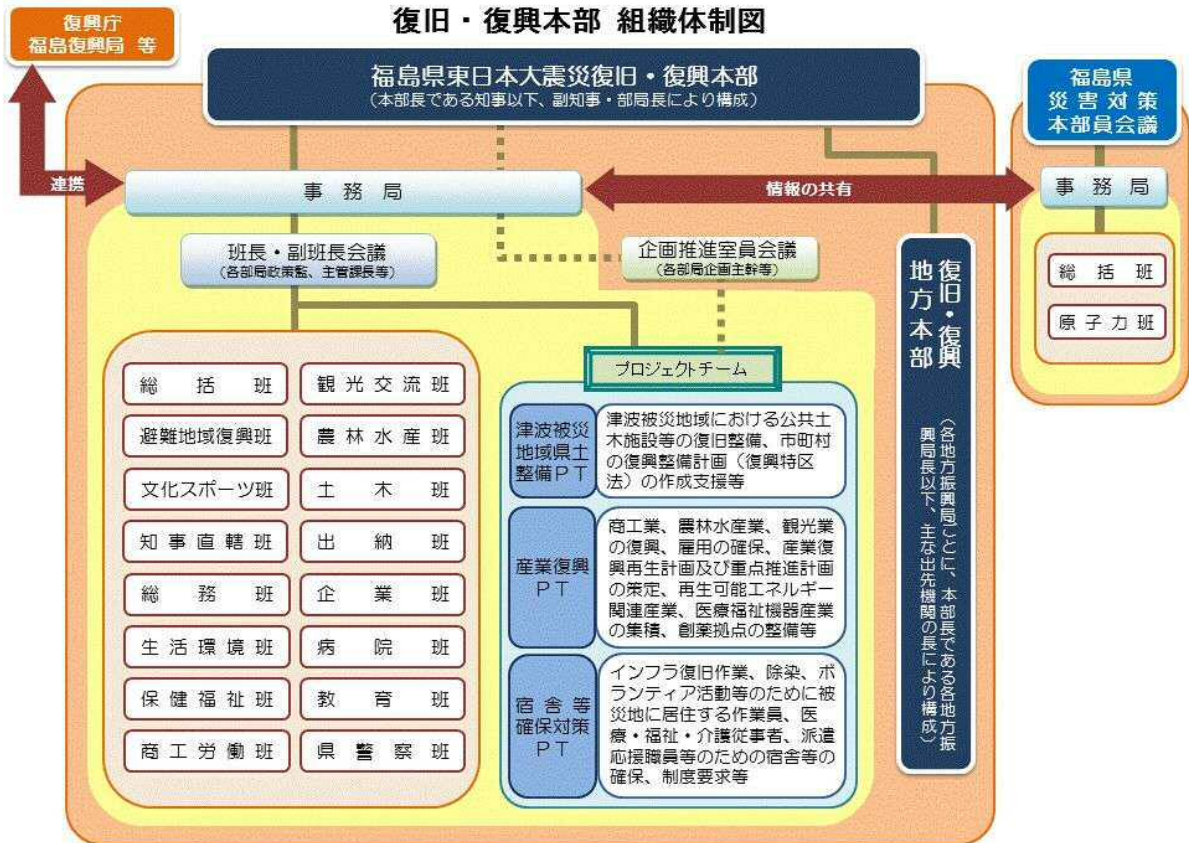 復旧・復興本部 組織体制図
復興庁
福島復興局 等
福島県東日本大震災復旧・復興本部
（本部長である知事以下、副知事・部局長により構成）
福島県
災害対策
本部員会議
連携
事務局
情報の共有
事務局
班長・副班長会議
（各部局政策監、主管課長等）
企画推進室員会議
（各部局企画主幹等）
総括班
原子力班
総括班
避難地域復興班
文化スポーツ班
知事直轄班
総務班
生活環境班
保健福祉班
商工労働班
観光交流班
農林水産班
土木班
出納班
企業班
病院班
教育班
県警察班
プロジェクトチーム
津波被災
地域県土
整備PT
津波被災地域における公共土
木施設等の復旧整備、市町村
の復興整備計画（復興特区
法）の作成支援等
産業復興
PT
商工業、農林水産業、観光業
の復興、雇用の確保、産業復
興再生計画及び重点推進計画
の策定、再生可能エネルギー
関連産業、医療福祉機器産業
の集積、創薬拠点の整備等
宿舎等
確保対策
PT
インフラ復旧作業、除染、ボ
ランティア活動等のために被
災地に居住する作業員、医
療・福祉・介護従事者、派遣
応援職員等のための宿舎等の
確保、制度要求等
復旧・復興
地方本部
（各地方振興局ごとに、本部長である各地方振
興局長以下、主な出先機関の長により構成）